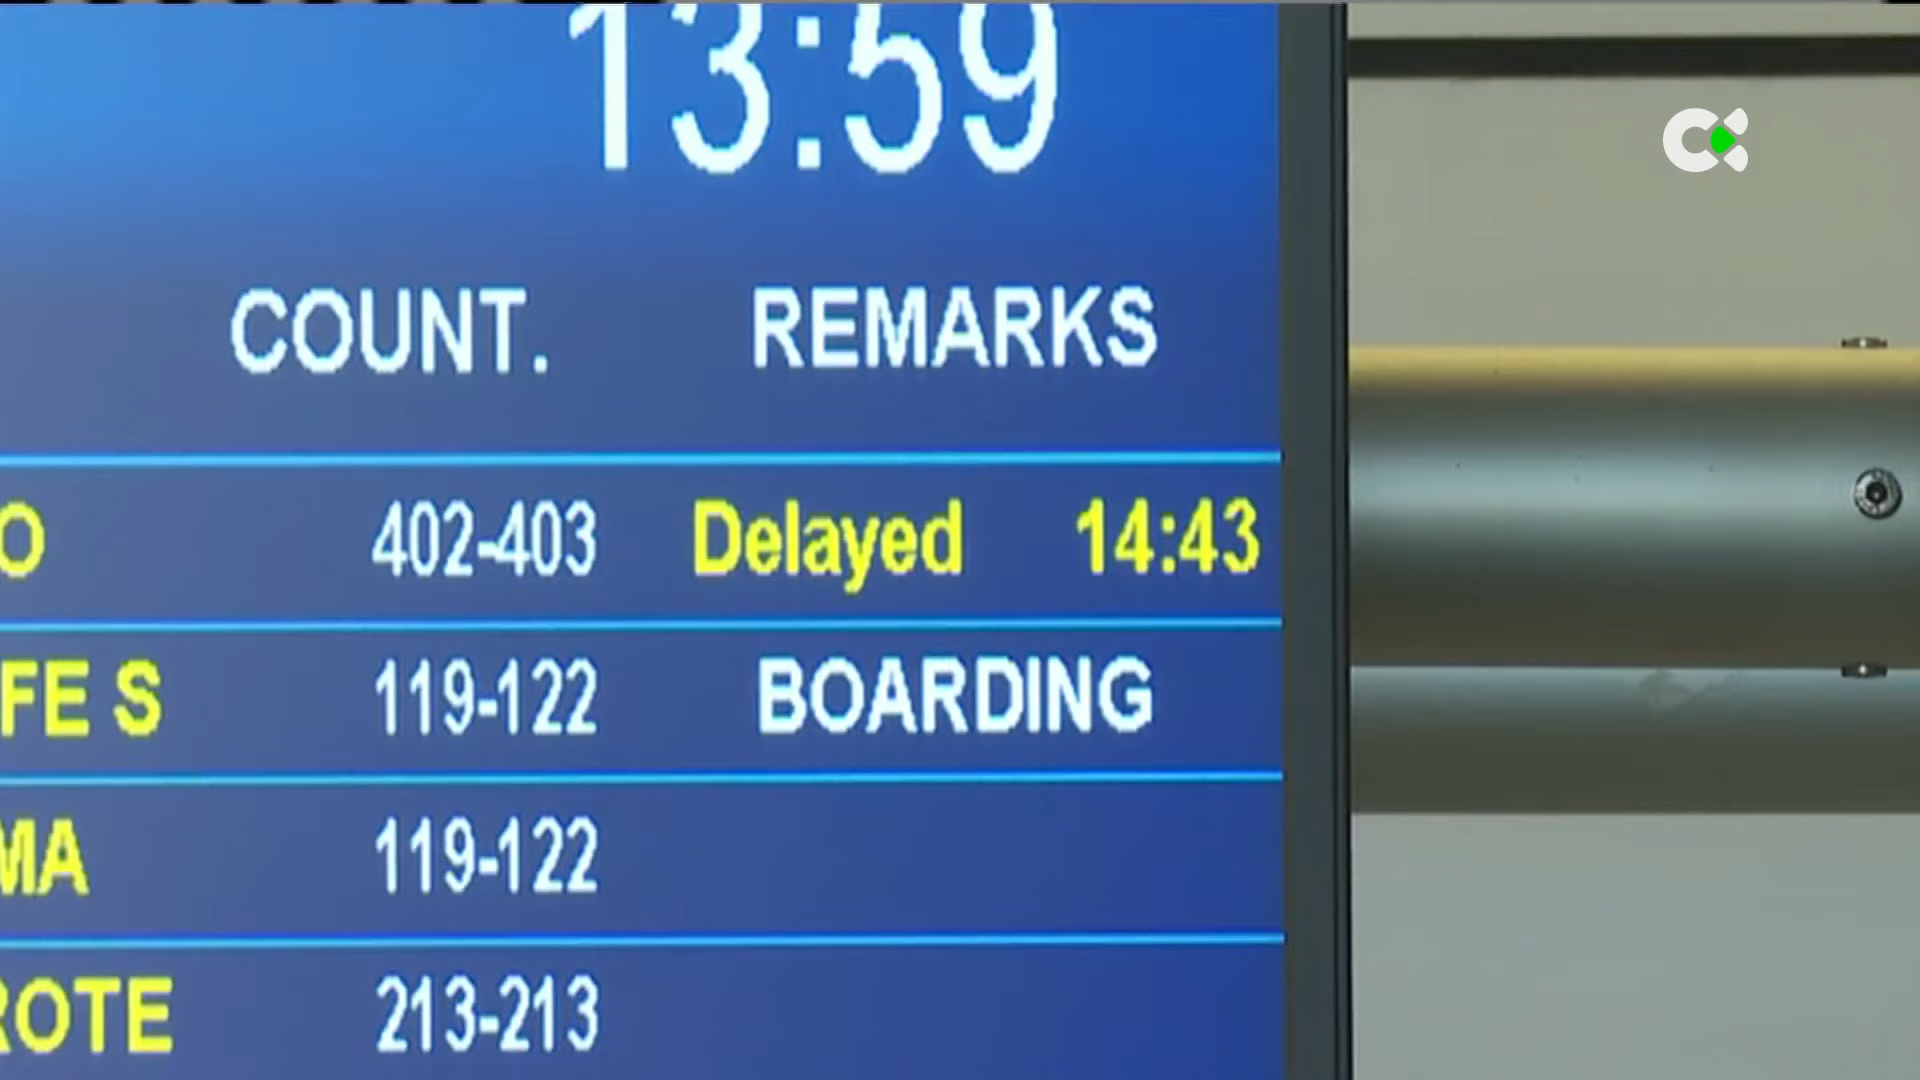 13:59
COUNT. REMARKS
O 402-403 Delayed 14:43
FE S 119-122 BOARDING
MA 119-122
ROTE 213-213